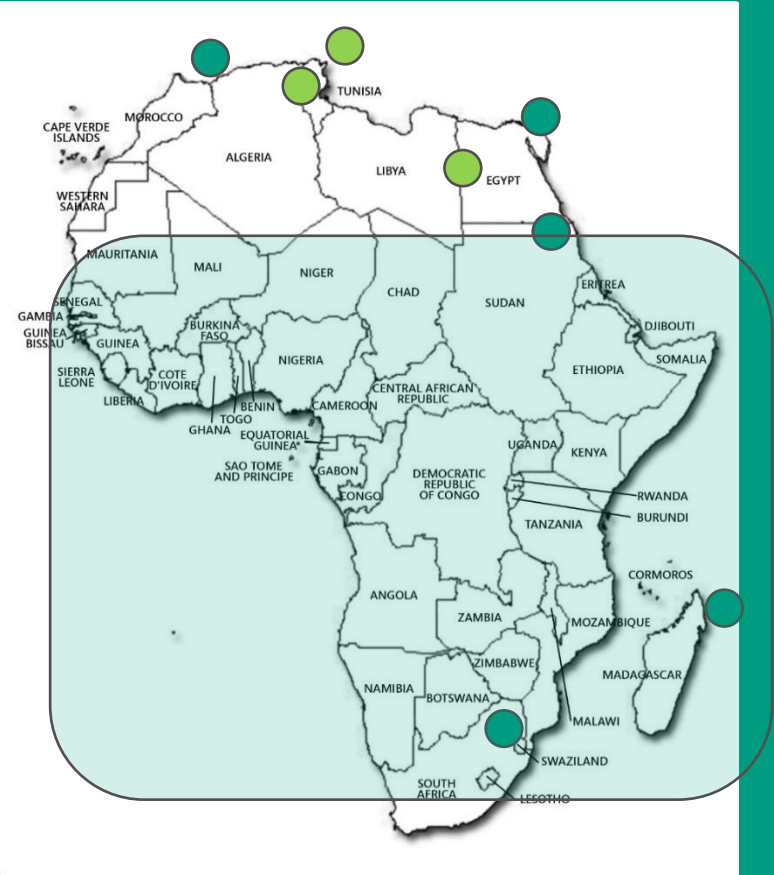 TUNISIA
MOROCCO
CAPE VERDE
ISLANDS
ALGERIA
LIBYA
EGYPT
WESTERN
SAHARA
MAURITANIA
MALI
NIGER
CHAD
SUDAN
ERITREA
SENEGAL
GAMBIA
GUINEA
BISSAU
GUINEA
BURKINA
FASO
DJIBOUTI
SOMALIA
NIGERIA
ETHIOPIA
SIERRA
LEONE
COTE
D'IVOIRE
LIBERIA
BENIN
TOGO
GHANA
CAMEROON
CENTRAL AFRICAN
REPUBLIC
EQUATORIAL
GUINEA
SAO TOME
AND PRINCIPE
GABON
CONGO
DEMOCRATIC
REPUBLIC
OF CONGO
UGANDA
KENYA
RWANDA
BURUNDI
TANZANIA
CORMOROS
ANGOLA
ZAMBIA
MOZAMBIQUE
ZIMBABWE
MADAGASCAR
NAMIBIA
BOTSWANA
MALAWI
SWAZILAND
SOUTH
AFRICA
LESOTHO